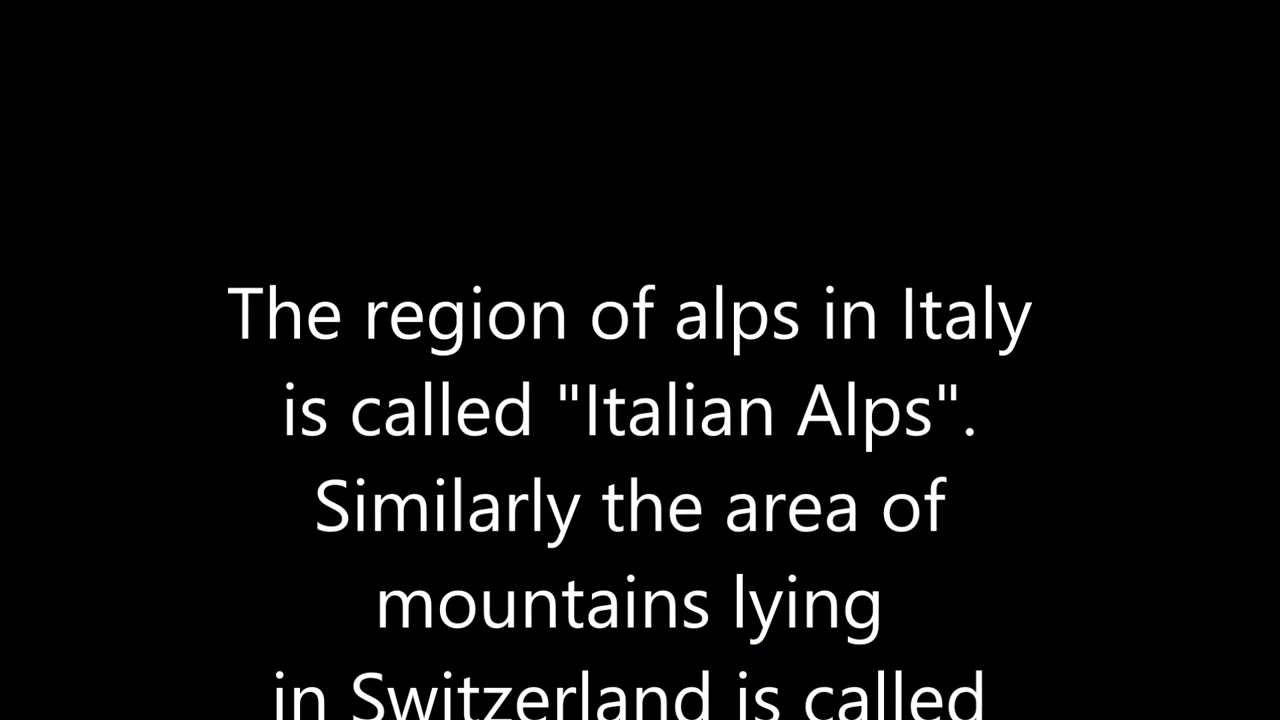 The region of alps in Italy
is called "Italian Alps".
Similarly the area of
mountains lying
in Switzerland is called